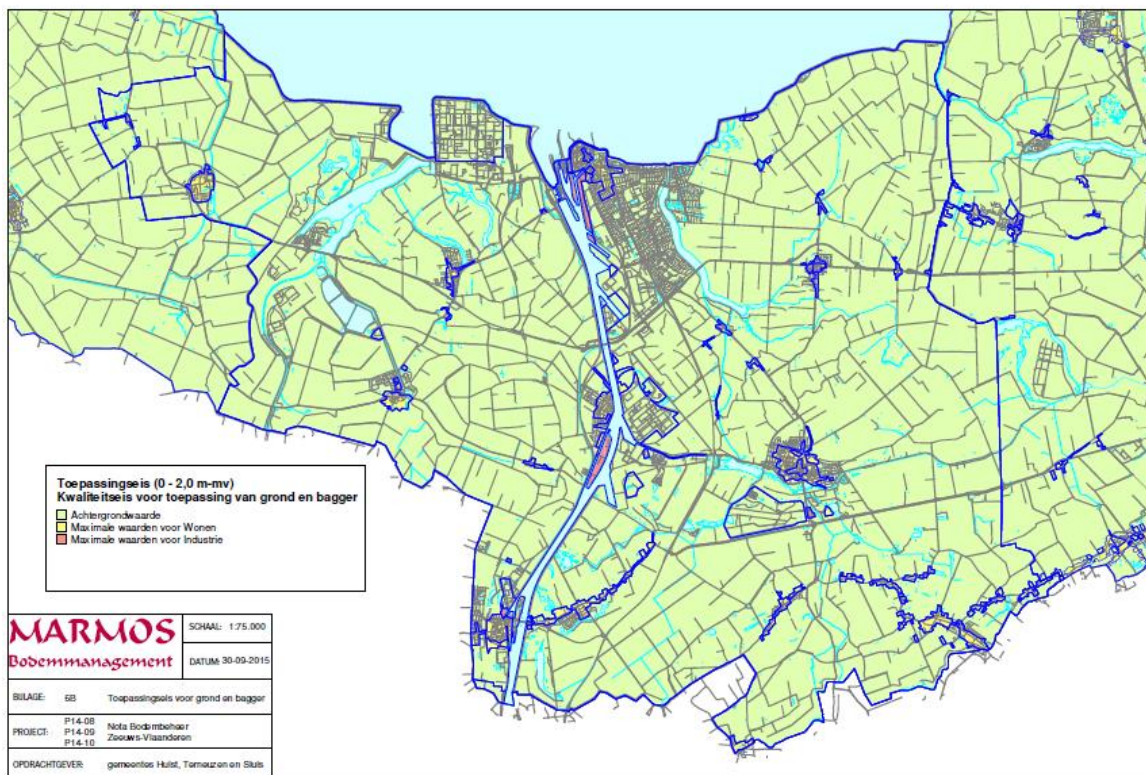 Toepassingseis (0 - 2,0 m-mv)
Kwaliteitseis voor toepassing van grond en bagger
Achtergrondwaarde
Maximale waarden voor Wonen
Maximale waarden voor Industrie
MARMOS
Bodemmanagement
SCHAAL: 1:75.000
DATUM: 30-09-2015
BIJLAGE: 6B Toepassingseis voor grond en bagger
PROJECT: P14-08 Nota Bodembeheer
P14-09 Zeeuws-Vlaanderen
P14-10
OPDRACHTGEVER: gemeentes Hulst, Terneuzen en Sluis